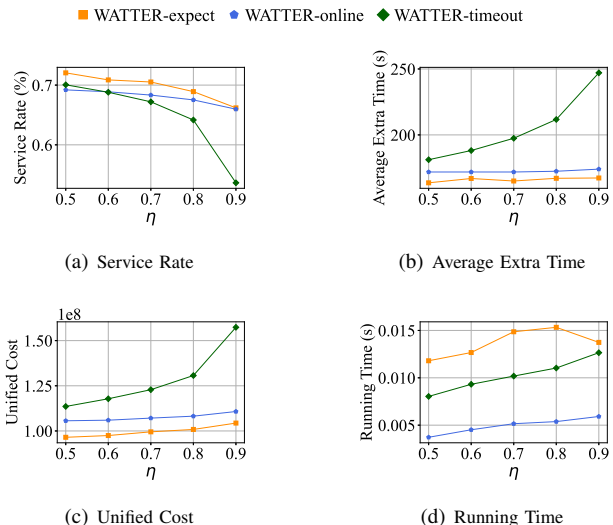 WATTER-expect WATTER-online WATTER-timeout
Service Rate (%)
0.7
0.6
0.5 0.6 0.7 0.8 0.9
η
(a) Service Rate
Average Extra Time (s)
250
200
0.5 0.6 0.7 0.8 0.9
η
(b) Average Extra Time
1e8
Unified Cost
1.50
1.25
1.00
0.5 0.6 0.7 0.8 0.9
η
(c) Unified Cost
Running Time (s)
0.015
0.010
0.005
0.5 0.6 0.7 0.8 0.9
η
(d) Running Time